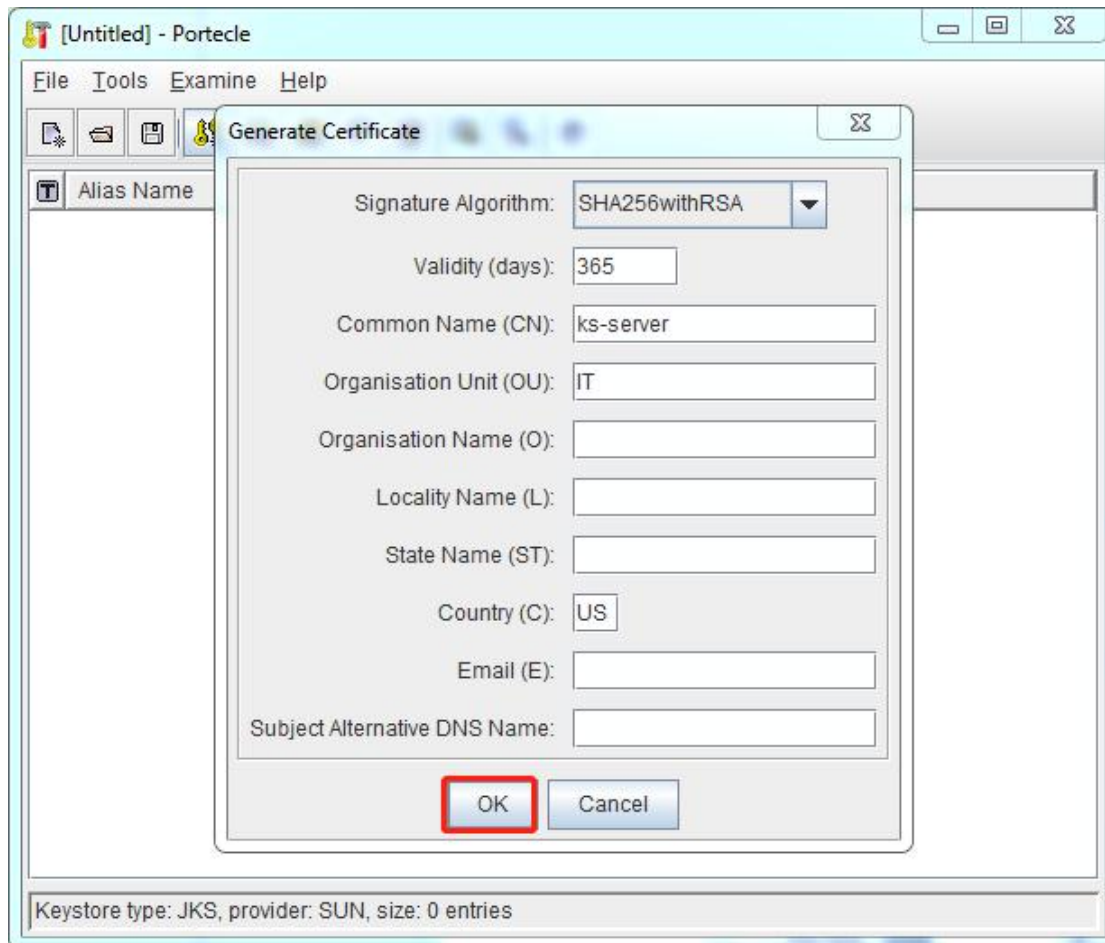 [Untitled] - Portecle
File Tools Examine Help
Generate Certificate
T Alias Name
Signature Algorithm: SHA256withRSA
Validity (days): 365
Common Name (CN): ks-server
Organisation Unit (OU): IT
Organisation Name (O):
Locality Name (L):
State Name (ST):
Country (C): US
Email (E):
Subject Alternative DNS Name:
OK Cancel
Keystore type: JKS, provider: SUN, size: 0 entries